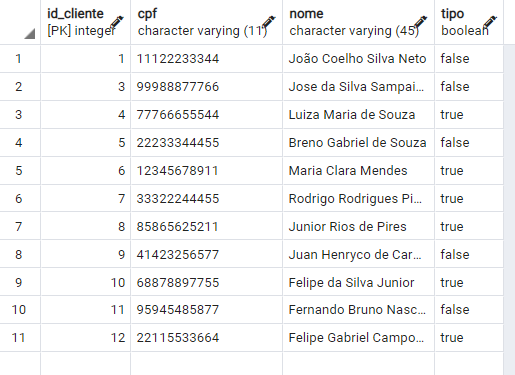 id_cliente cpf nome tipo
[PK] integer character varying (11) character varying (45) boolean
1 1 11122233344 João Coelho Silva Neto false
2 3 99988877766 Jose da Silva Sampai... false
3 4 77766655544 Luiza Maria de Souza true
4 5 22233344455 Breno Gabriel de Souza false
5 6 12345678911 Maria Clara Mendes true
6 7 33322244455 Rodrigo Rodrigues Pi... true
7 8 85865625211 Junior Rios de Pires true
8 9 41423256577 Juan Henryco de Car... false
9 10 68878897755 Felipe da Silva Junior true
10 11 95945485877 Fernando Bruno Nasc... false
11 12 22115533664 Felipe Gabriel Campo... true